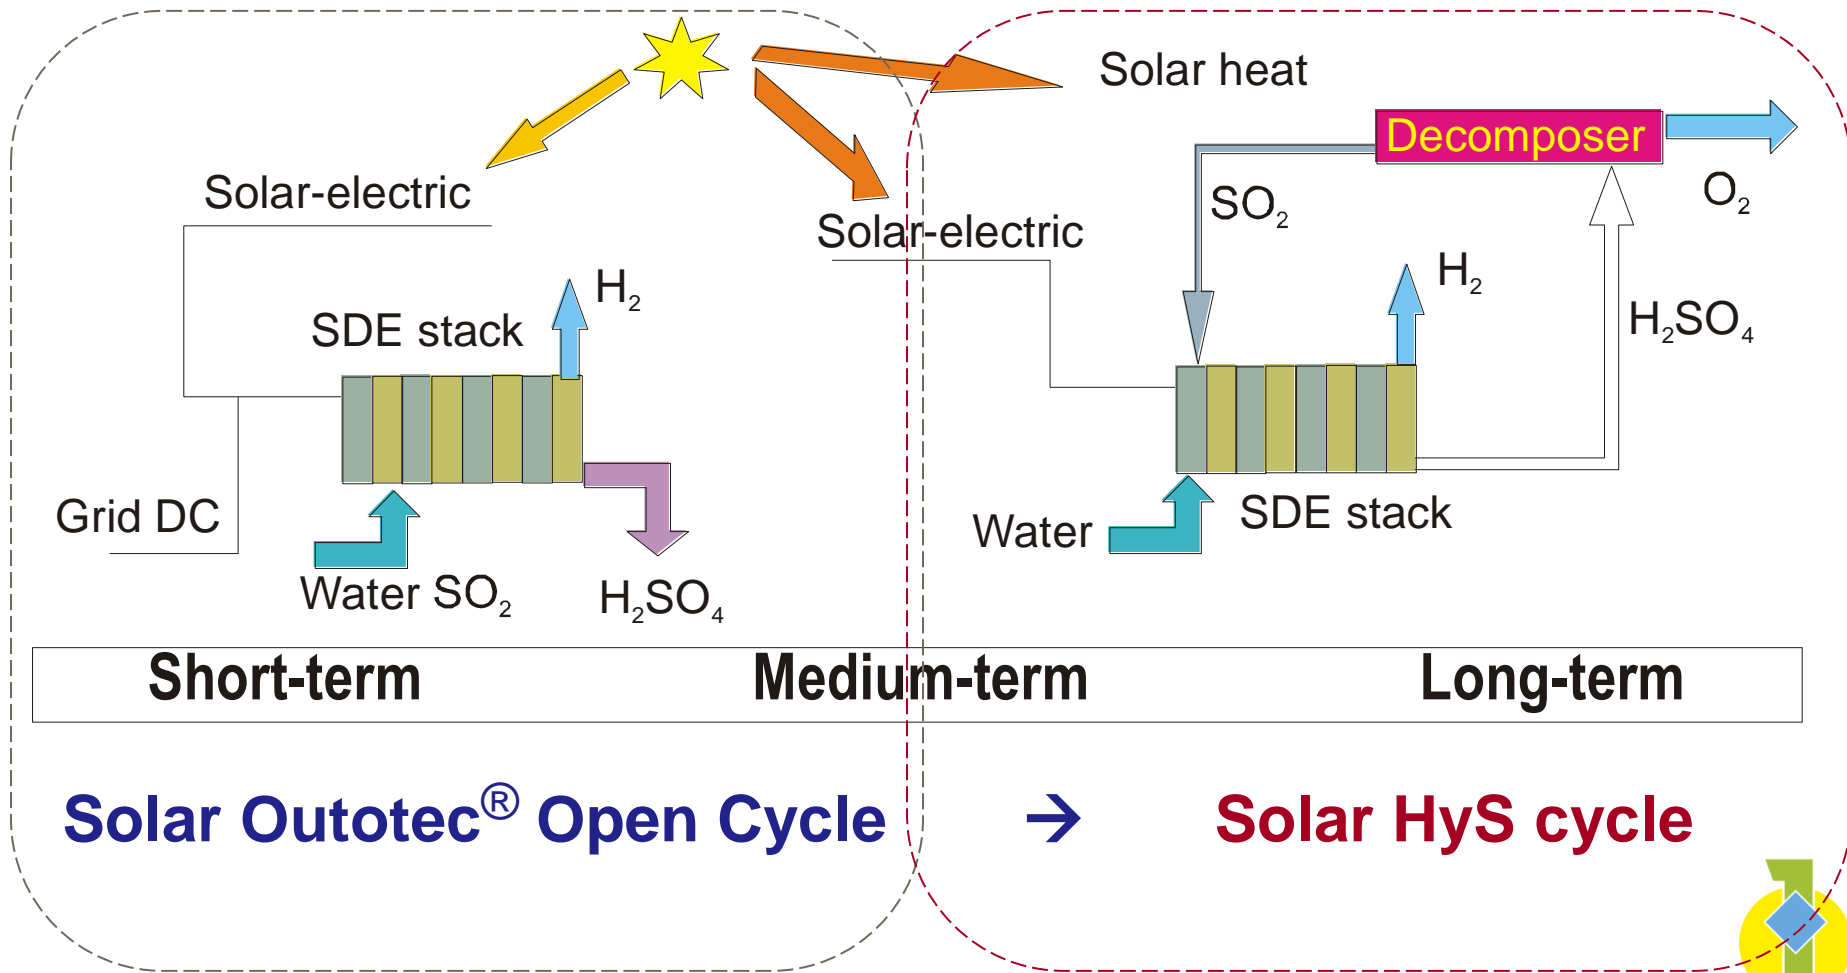 Solar heat
Decomposer
O₂
Solar-electric
SO₂
Solar-electric
H₂
H₂
SDE stack
H₂SO₄
Grid DC
SDE stack
Water
Water SO₂
H₂SO₄
Short-term Medium-term Long-term
Solar Outotec® Open Cycle → Solar HyS cycle